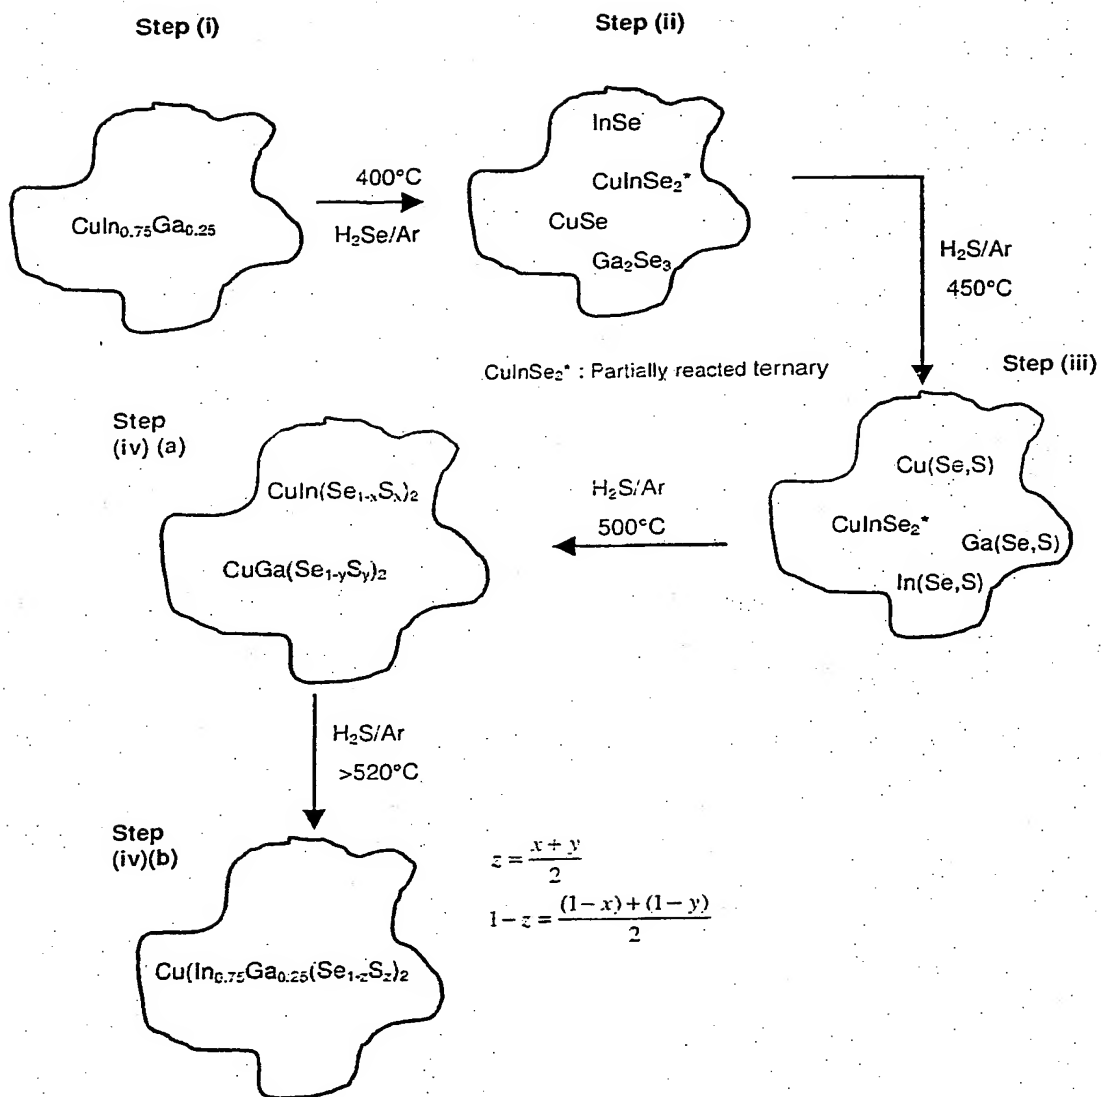 Step (i)
CuIn₀.₇₅Ga₀.₂₅
400°C
H₂Se/Ar
Step (ii)
InSe
CuInSe₂*
CuSe
Ga₂Se₃
H₂S/Ar
450°C
CuInSe₂* : Partially reacted ternary
Step (iii)
Cu(Se,S)
CuInSe₂*
Ga(Se,S)
In(Se,S)
H₂S/Ar
500°C
Step
(iv) (a)
CuIn(Se₁₋ₓSₓ)₂
CuGa(Se₁₋ySy)₂
H₂S/Ar
>520°C
Step
(iv)(b)
Cu(In₀.₇₅Ga₀.₂₅(Se₁₋zSz)₂
z = (x + y)/2
1 − z = ((1 − x) + (1 − y))/2